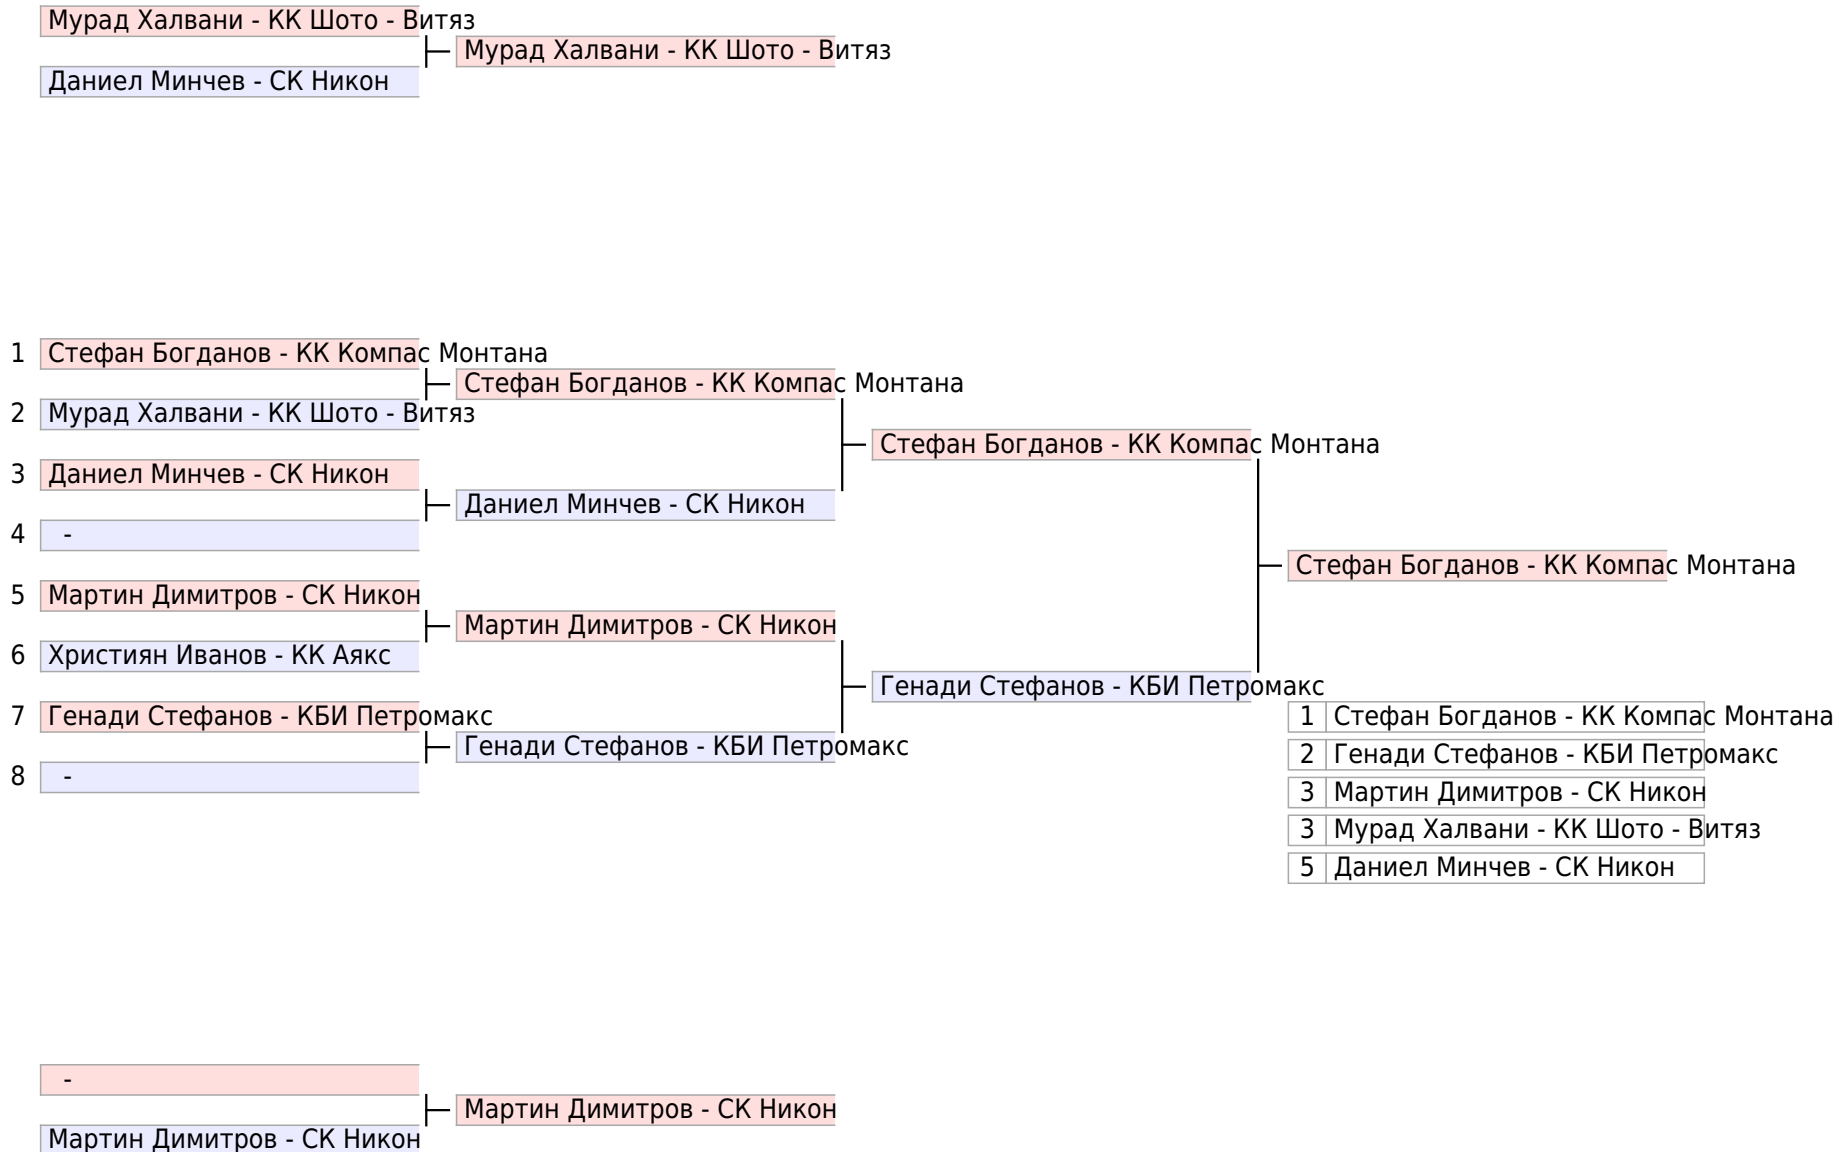 Мурад Халвани - КК Шото - Витяз
Мурад Халвани - КК Шото - Витяз
Даниел Минчев - СК Никон
1 Стефан Богданов - КК Компас Монтана
Стефан Богданов - КК Компас Монтана
2 Мурад Халвани - КК Шото - Витяз
Стефан Богданов - КК Компас Монтана
3 Даниел Минчев - СК Никон
Даниел Минчев - СК Никон
4 -
Стефан Богданов - КК Компас Монтана
5 Мартин Димитров - СК Никон
Мартин Димитров - СК Никон
6 Християн Иванов - КК Аякс
Генади Стефанов - КБИ Петромакс
7 Генади Стефанов - КБИ Петромакс
1 Стефан Богданов - КК Компас Монтана
Генади Стефанов - КБИ Петромакс
2 Генади Стефанов - КБИ Петромакс
8 -
3 Мартин Димитров - СК Никон
3 Мурад Халвани - КК Шото - Витяз
5 Даниел Минчев - СК Никон
-
Мартин Димитров - СК Никон
Мартин Димитров - СК Никон